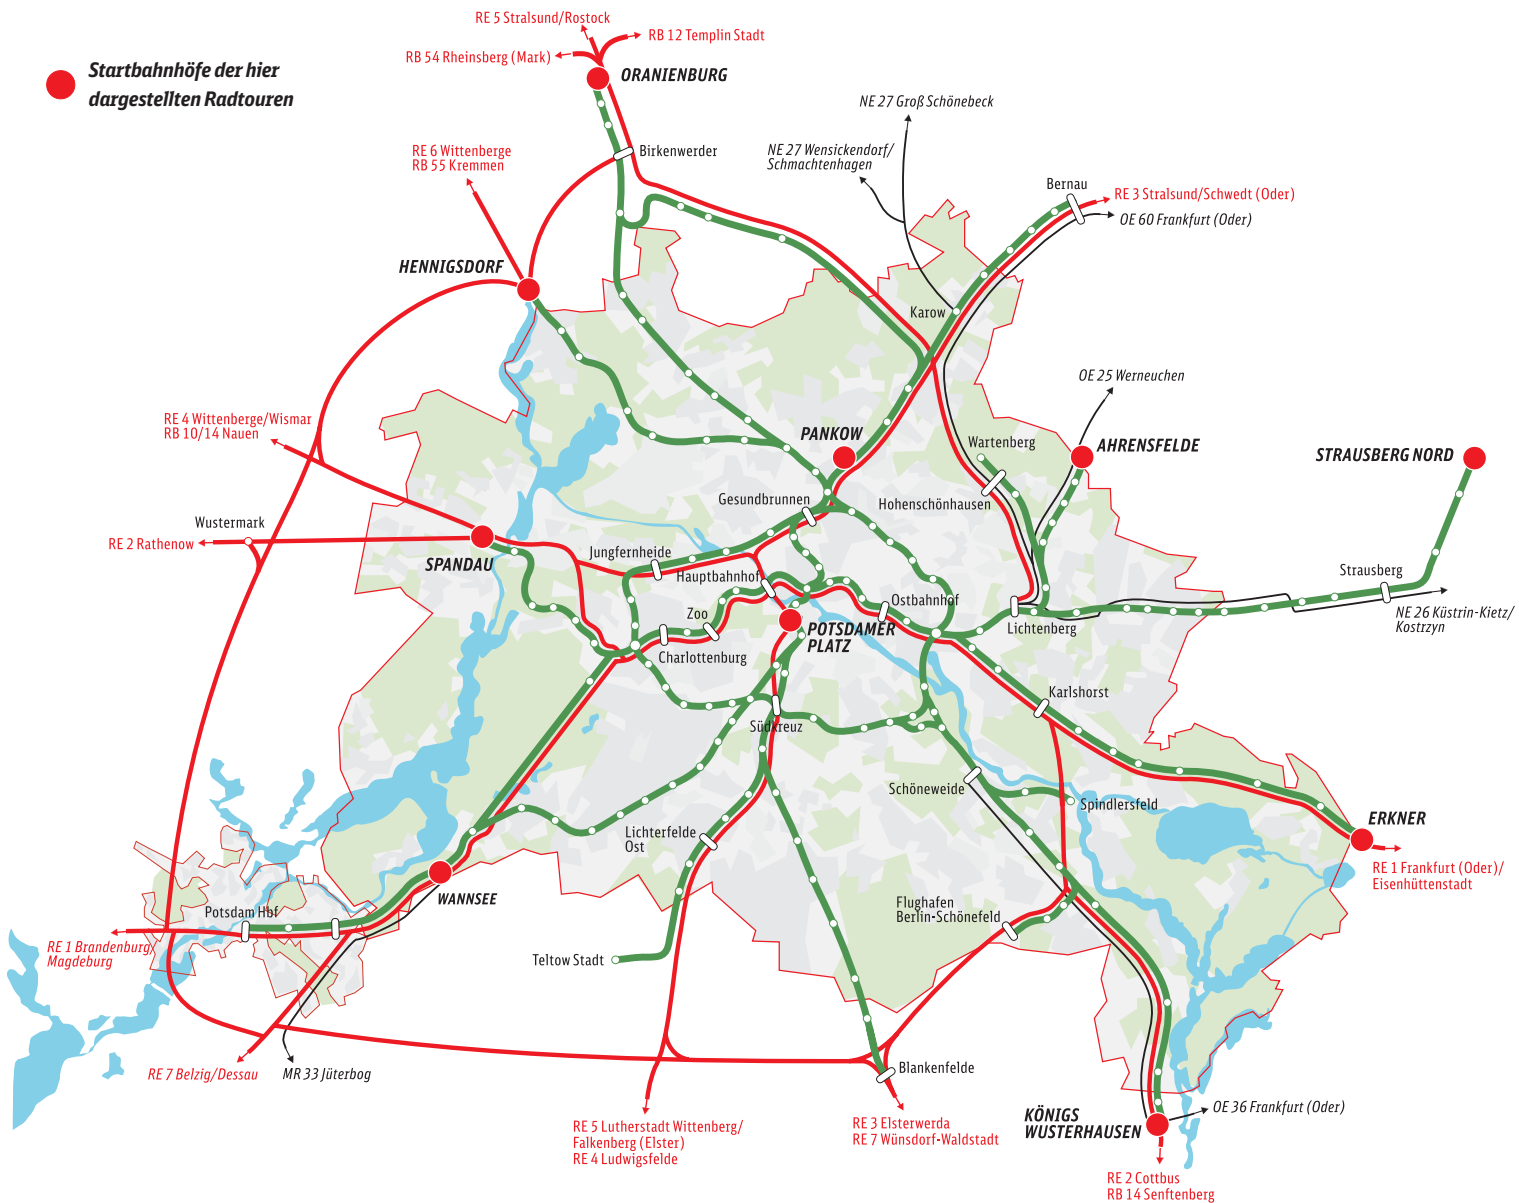 RE 5 Stralsund/Rostock
RB 12 Templin Stadt
RB 54 Rheinsberg (Mark)
Startbahnhöfe der hier
dargestellten Radtouren
ORANIENBURG
NE 27 Groß Schönebeck
Birkenwerder
RE 6 Wittenberge
RB 55 Kremmen
NE 27 Wensickendorf/
Schmachtenhagen
Bernau
RE 3 Stralsund/Schwedt (Oder)
OE 60 Frankfurt (Oder)
HENNIGSDORF
Karow
OE 25 Werneuchen
RE 4 Wittenberge/Wismar
RB 10/14 Nauen
PANKOW
Wartenberg
AHRENSFELDE
STRAUSBERG NORD
Gesundbrunnen
Hohenschönhausen
Wustermark
RE 2 Rathenow
SPANDAU
Jungfernheide
Hauptbahnhof
Strausberg
Zoo
Ostbahnhof
NE 26 Küstrin-Kietz/
Kostrzyn
POTSDAMER
PLATZ
Lichtenberg
Charlottenburg
Karlshorst
Südkreuz
Schöneweide
Spindlersfeld
Lichterfelde
Ost
ERKNER
RE 1 Frankfurt (Oder)/
Eisenhüttenstadt
WANNSEE
Flughafen
Berlin-Schönefeld
Potsdam Hbf
RE 1 Brandenburg/
Magdeburg
Teltow Stadt
RE 7 Belzig/Dessau
MR 33 Jüterbog
Blankenfelde
RE 5 Lutherstadt Wittenberg/
Falkenberg (Elster)
RE 4 Ludwigsfelde
RE 3 Elsterwerda
RE 7 Wünsdorf-Waldstadt
KÖNIGS
WUSTERHAUSEN
OE 36 Frankfurt (Oder)
RE 2 Cottbus
RB 14 Senftenberg